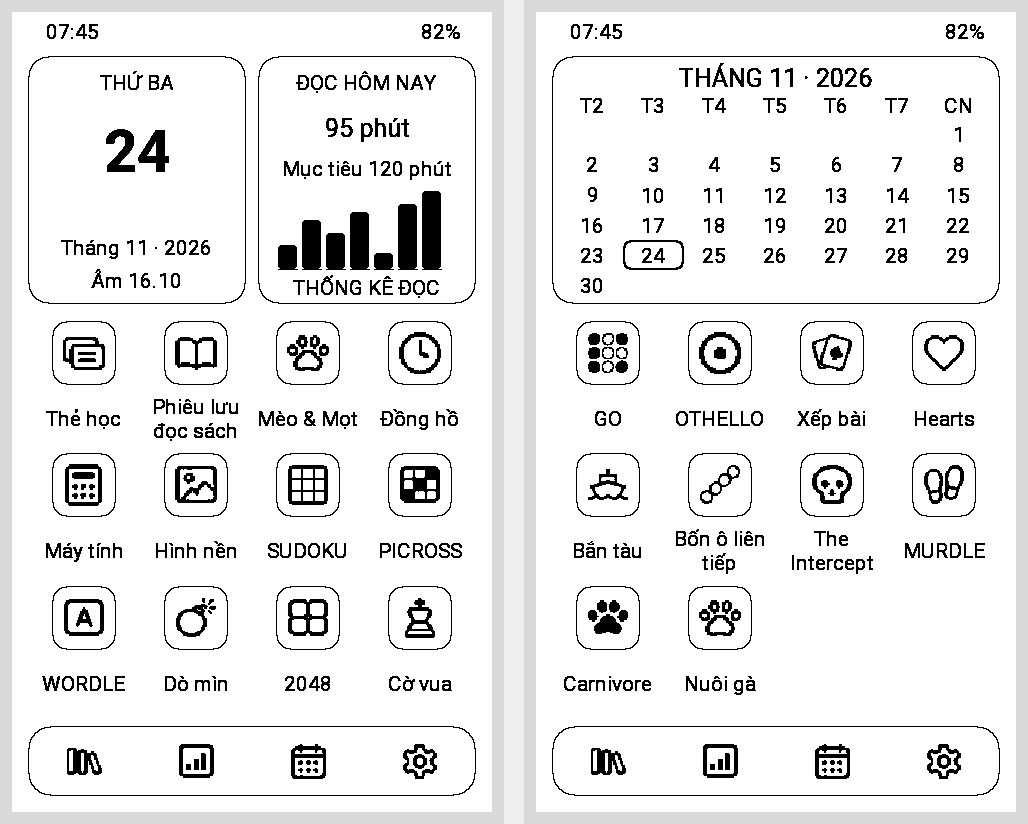 07:45 82%
THỨ BA
24
Tháng 11 · 2026
Âm 16.10
ĐỌC HÔM NAY
95 phút
Mục tiêu 120 phút
THỐNG KÊ ĐỌC
Thẻ học
Phiêu lưu
đọc sách
Mèo & Mọt
Đồng hồ
Máy tính
Hình nền
SUDOKU
PICROSS
A
WORDLE
Dò mìn
2048
Cờ vua
07:45 82%
THÁNG 11 · 2026
T2 T3 T4 T5 T6 T7 CN
1
2 3 4 5 6 7 8
9 10 11 12 13 14 15
16 17 18 19 20 21 22
23 24 25 26 27 28 29
30
GO
OTHELLO
Xếp bài
Hearts
Bắn tàu
Bốn ô liên
tiếp
The
Intercept
MURDLE
Carnivore
Nuôi gà